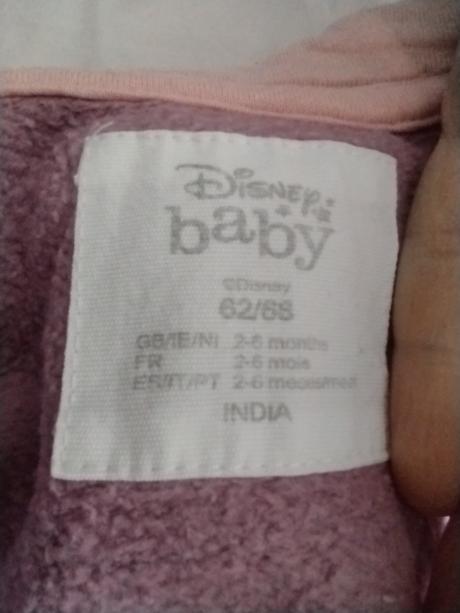 Disney
baby
©Disney
62/68
GB/IE/NI 2-6 months
FR 2-6 mois
ES/IT/PT 2-6
INDIA